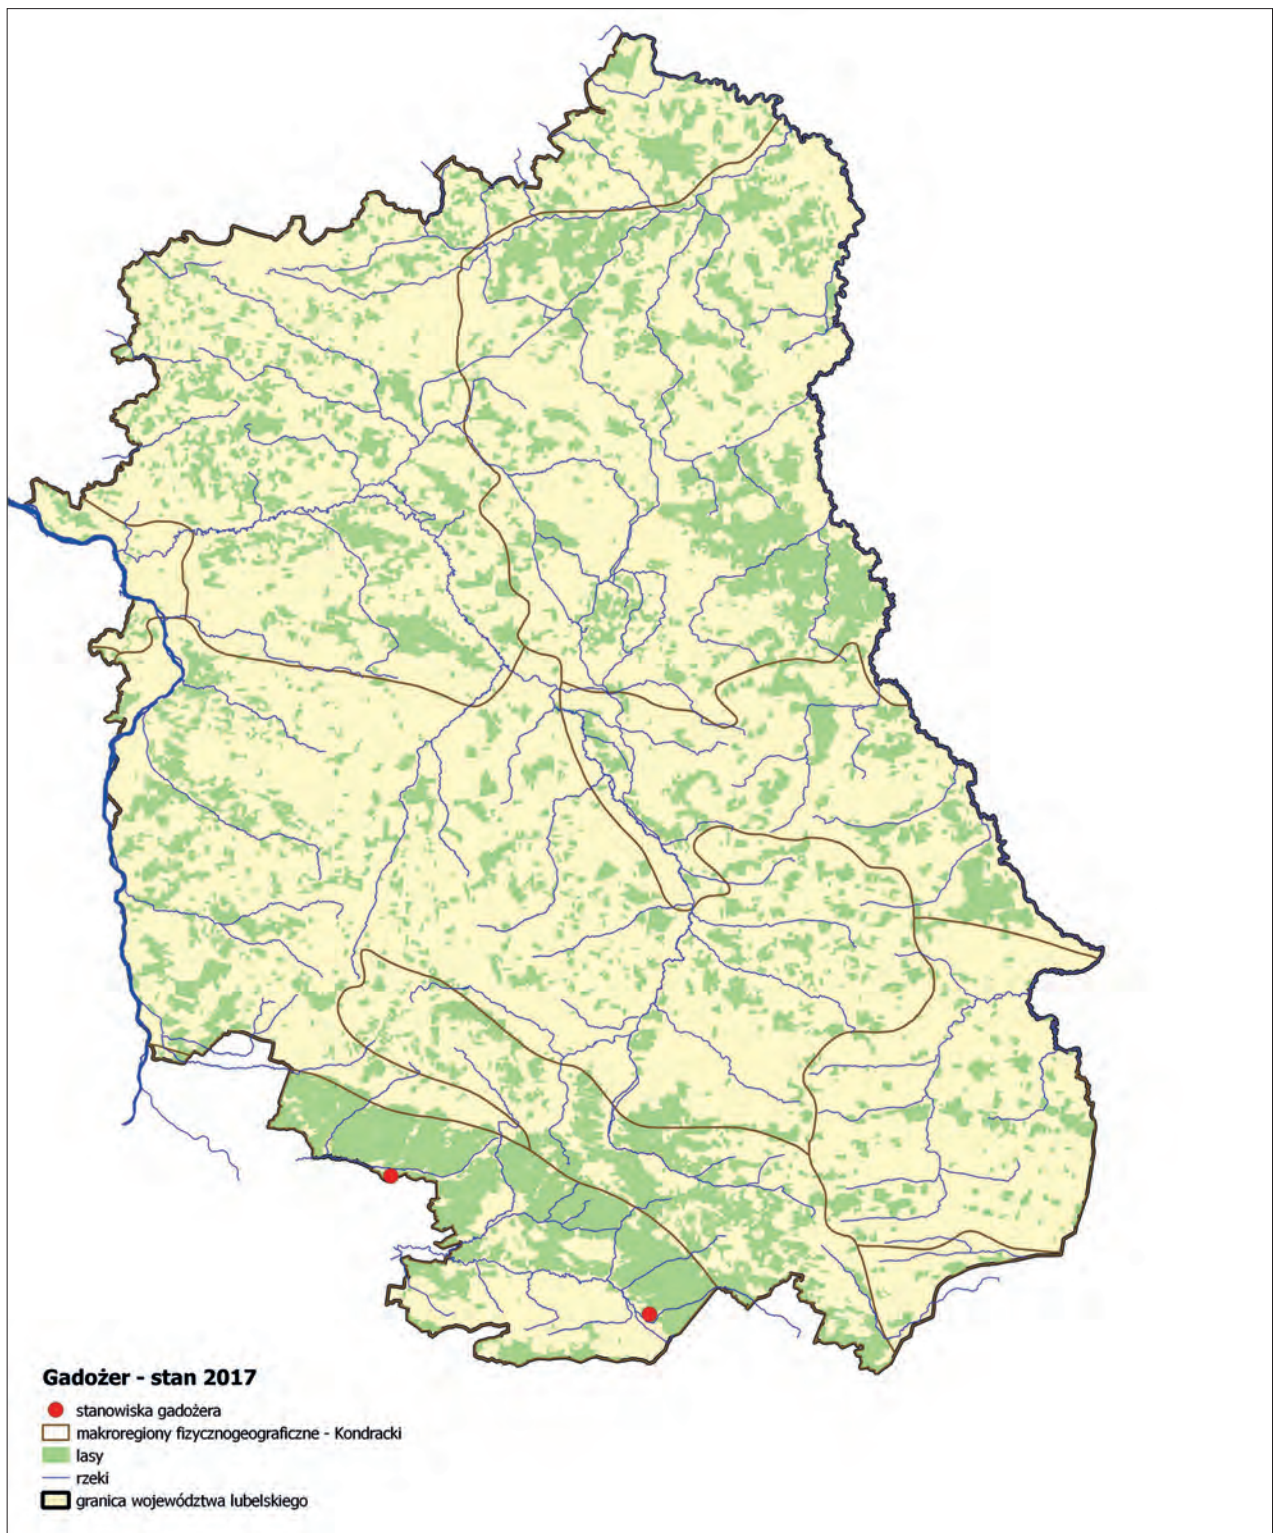 Gadożer - stan 2017
stanowiska gadożera
makroregiony fizycznogeograficzne - Kondracki
lasy
rzeki
granica województwa lubelskiego